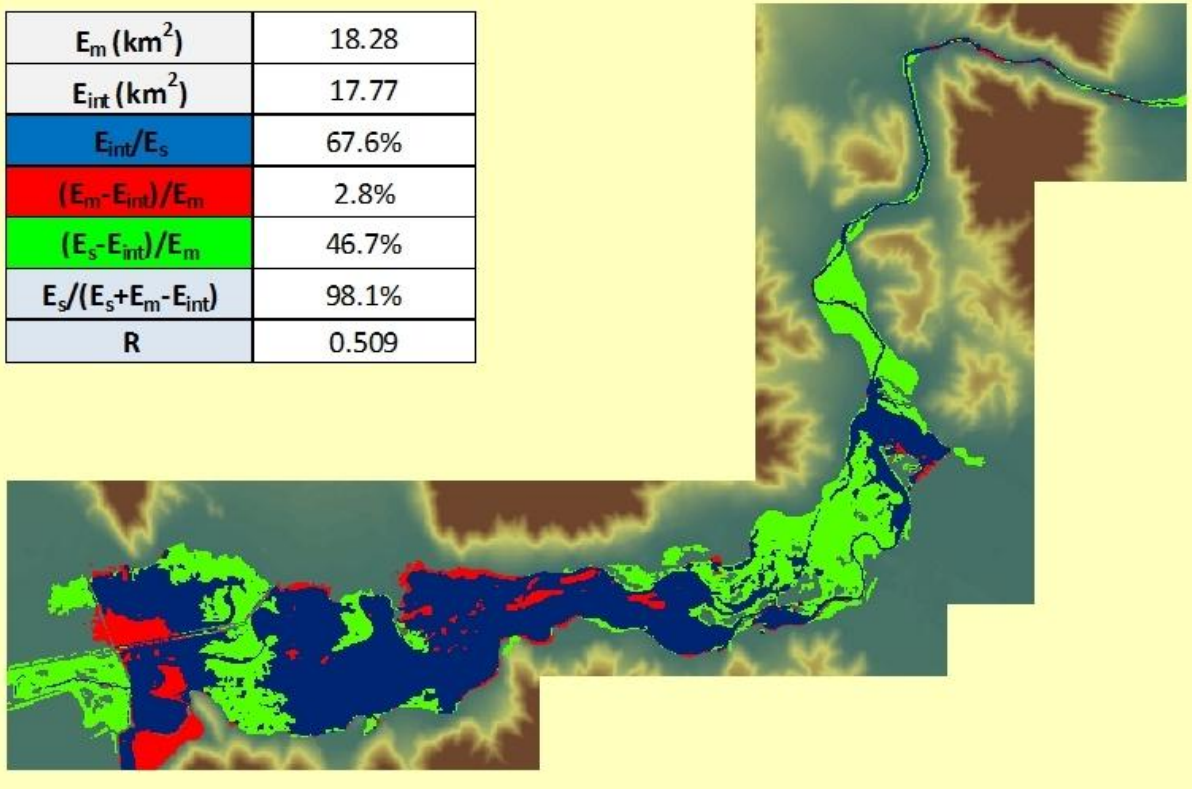 Em (km²) 18.28
Eint (km²) 17.77
Eint/Es 67.6%
(Em-Eint)/Em 2.8%
(Es-Eint)/Em 46.7%
Es/(Es+Em-Eint) 98.1%
R 0.509